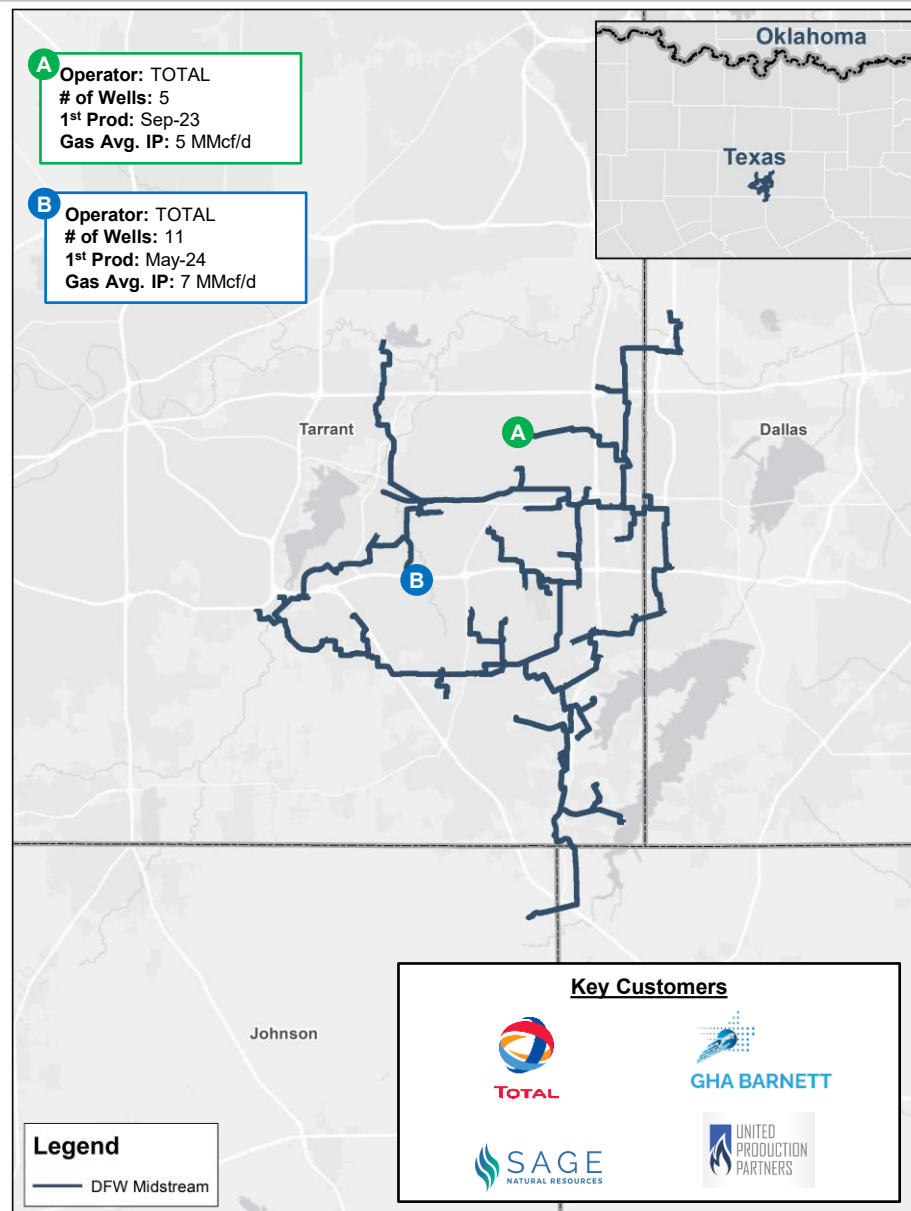 A
Operator: TOTAL
# of Wells: 5
1st Prod: Sep-23
Gas Avg. IP: 5 MMcf/d
B
Operator: TOTAL
# of Wells: 11
1st Prod: May-24
Gas Avg. IP: 7 MMcf/d
Oklahoma
Texas
Tarrant
A
Dallas
B
Johnson
Key Customers
TOTAL
GHA BARNETT
SAGE
NATURAL RESOURCES
UNITED
PRODUCTION
PARTNERS
Legend
DFW Midstream